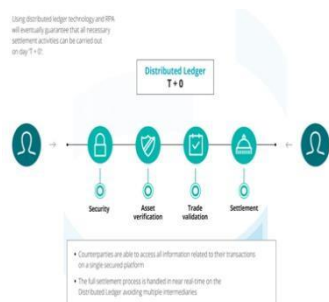 Using distributed ledger technology and RPA
will eventually guarantee that all necessary
settlement activities can be carried out
on day 'T + 0'.
Distributed Ledger
T + 0
Security
Asset
verification
Trade
validation
Settlement
• Counterparties are able to access all information related to their transactions
on a single secured platform
• The full settlement process is handled in near real-time on the
Distributed Ledger avoiding multiple intermediaries